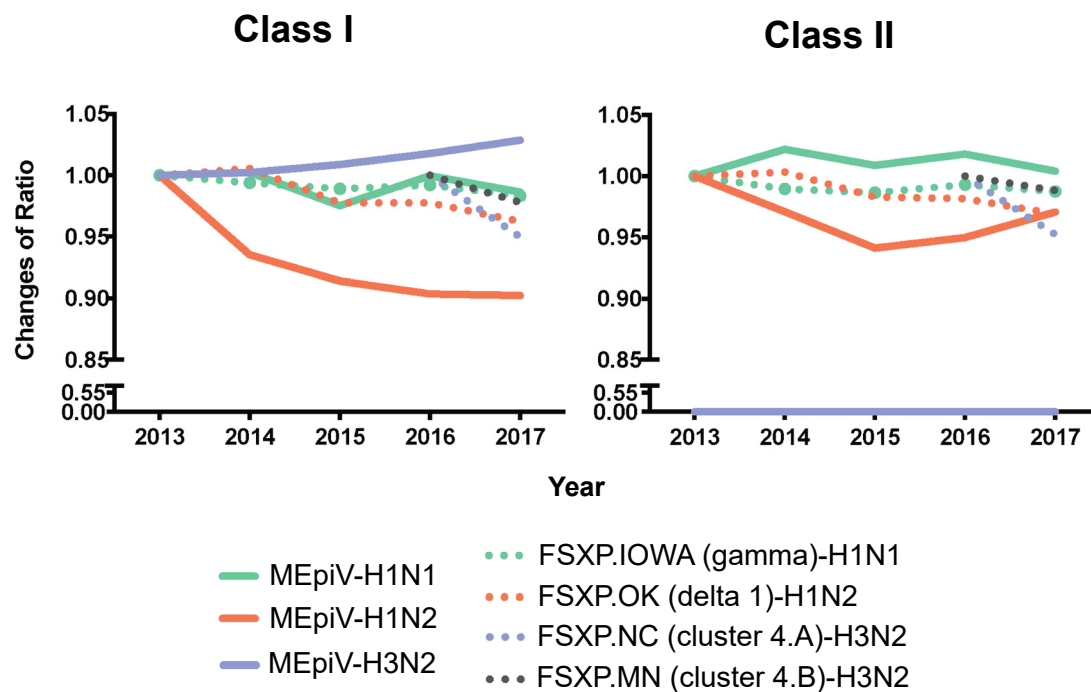 Class I
Class II
Changes of Ratio
1.05
1.00
0.95
0.90
0.85
0.55
0.00
2013 2014 2015 2016 2017
1.05
1.00
0.95
0.90
0.85
0.55
0.00
2013 2014 2015 2016 2017
Year
MEpiV-H1N1
MEpiV-H1N2
MEpiV-H3N2
FSXP.IOWA (gamma)-H1N1
FSXP.OK (delta 1)-H1N2
FSXP.NC (cluster 4.A)-H3N2
FSXP.MN (cluster 4.B)-H3N2